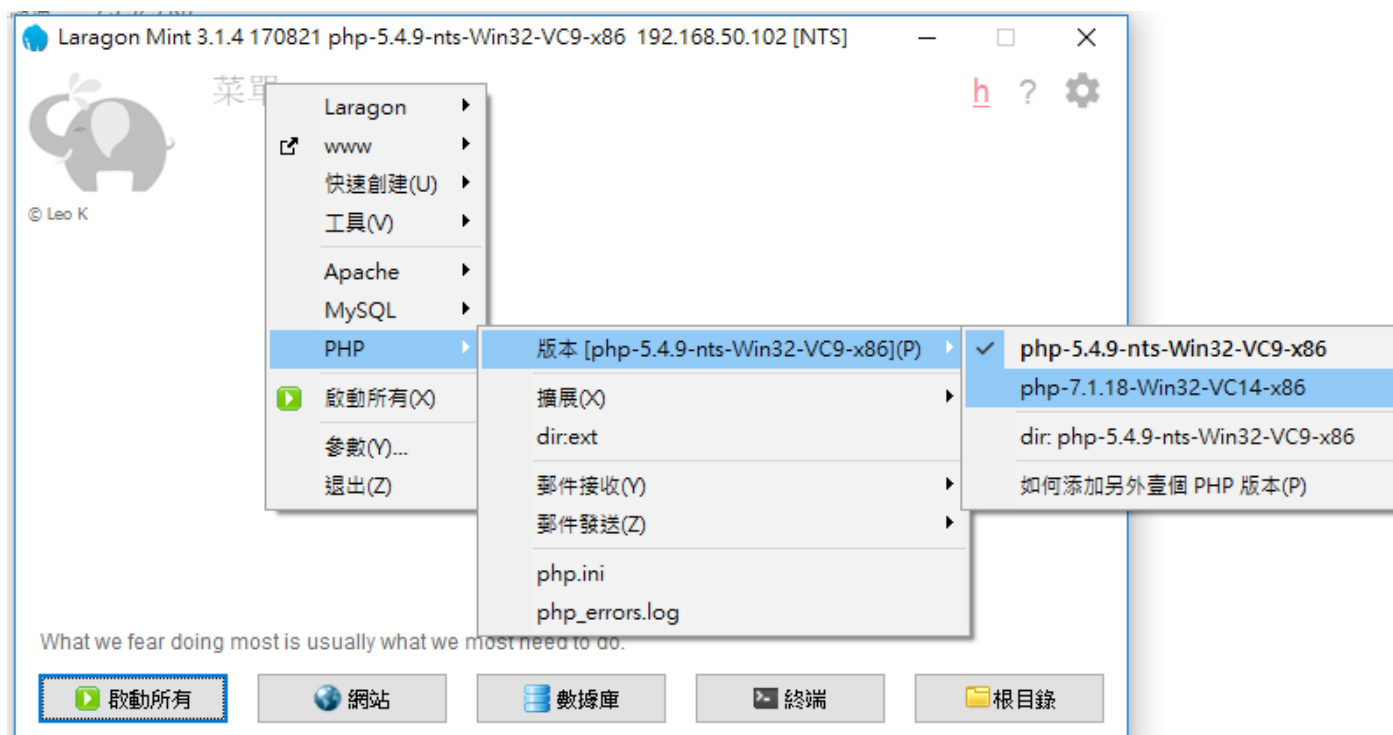 Laragon Mint 3.1.4 170821 php-5.4.9-nts-Win32-VC9-x86 192.168.50.102 [NTS]
h ?
© Leo K
Laragon
www
快速創建(U)
工具(V)
Apache
MySQL
PHP
啟動所有(X)
參數(Y)...
退出(Z)
版本 [php-5.4.9-nts-Win32-VC9-x86](P)
擴展(X)
dir:ext
郵件接收(Y)
郵件發送(Z)
php.ini
php_errors.log
php-5.4.9-nts-Win32-VC9-x86
php-7.1.18-Win32-VC14-x86
dir: php-5.4.9-nts-Win32-VC9-x86
如何添加另外壹個 PHP 版本(P)
What we fear doing most is usually what we most need to do.
啟動所有
網站
數據庫
終端
根目錄